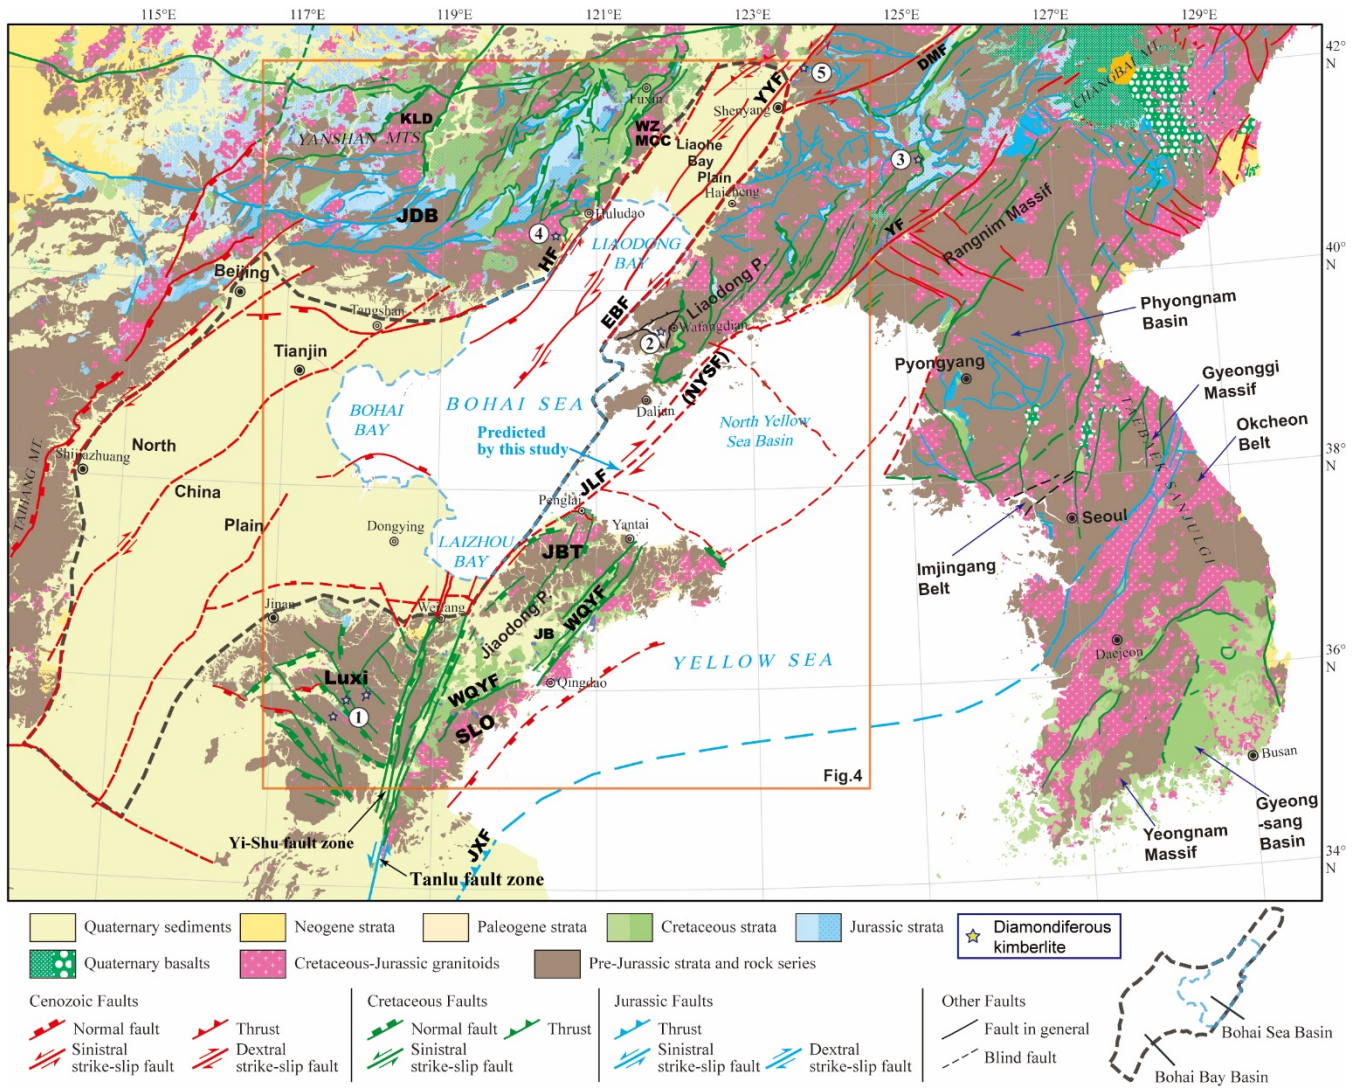 115°E 117°E 119°E 121°E 123°E 125°E 127°E 129°E
42°
N
40°
N
38°
N
36°
N
34°
N
YANSHAN MTS.
KLD
Fuxin
WZ
MCC
YYF
Shenyang
5
DMF
CHANGBAI MT.
Liaohe
Bay
Plain
Haicheng
3
JDB
Huludao
4
HF
LIAODONG
BAY
YF
Rangnim Massif
Beijing
Tangshan
Tianjin
EBF
Liaodong P.
Wafangdian
2
Dalian
(NYSF)
Phyongnam
Basin
Pyongyang
Gyeonggi
Massif
Okcheon
Belt
TAEBAEK SANJULGI
BOHAI
BAY
BOHAI SEA
Predicted
by this study
North Yellow
Sea Basin
TAIHANG MT.
Shijiazhuang
North
China
Plain
JLF
Penglai
Yantai
Dongying
LAIZHOU
BAY
JBT
Seoul
Imjingang
Belt
Jinan
Weifang
Jiaodong P.
JB
WQYF
WQYF
Qingdao
SLO
YELLOW SEA
Daejeon
Luxi
1
Fig.4
Busan
Yi-Shu fault zone
Tanlu fault zone
JXF
Yeongnam
Massif
Gyeong
-sang
Basin
Quaternary sediments
Neogene strata
Paleogene strata
Cretaceous strata
Jurassic strata
Diamondiferous
kimberlite
Quaternary basalts
Cretaceous-Jurassic granitoids
Pre-Jurassic strata and rock series
Cenozoic Faults
Normal fault
Thrust
Sinistral
strike-slip fault
Dextral
strike-slip fault
Cretaceous Faults
Normal fault
Thrust
Sinistral
strike-slip fault
Jurassic Faults
Thrust
Sinistral
strike-slip fault
Dextral
strike-slip fault
Other Faults
Fault in general
Blind fault
Bohai Sea Basin
Bohai Bay Basin